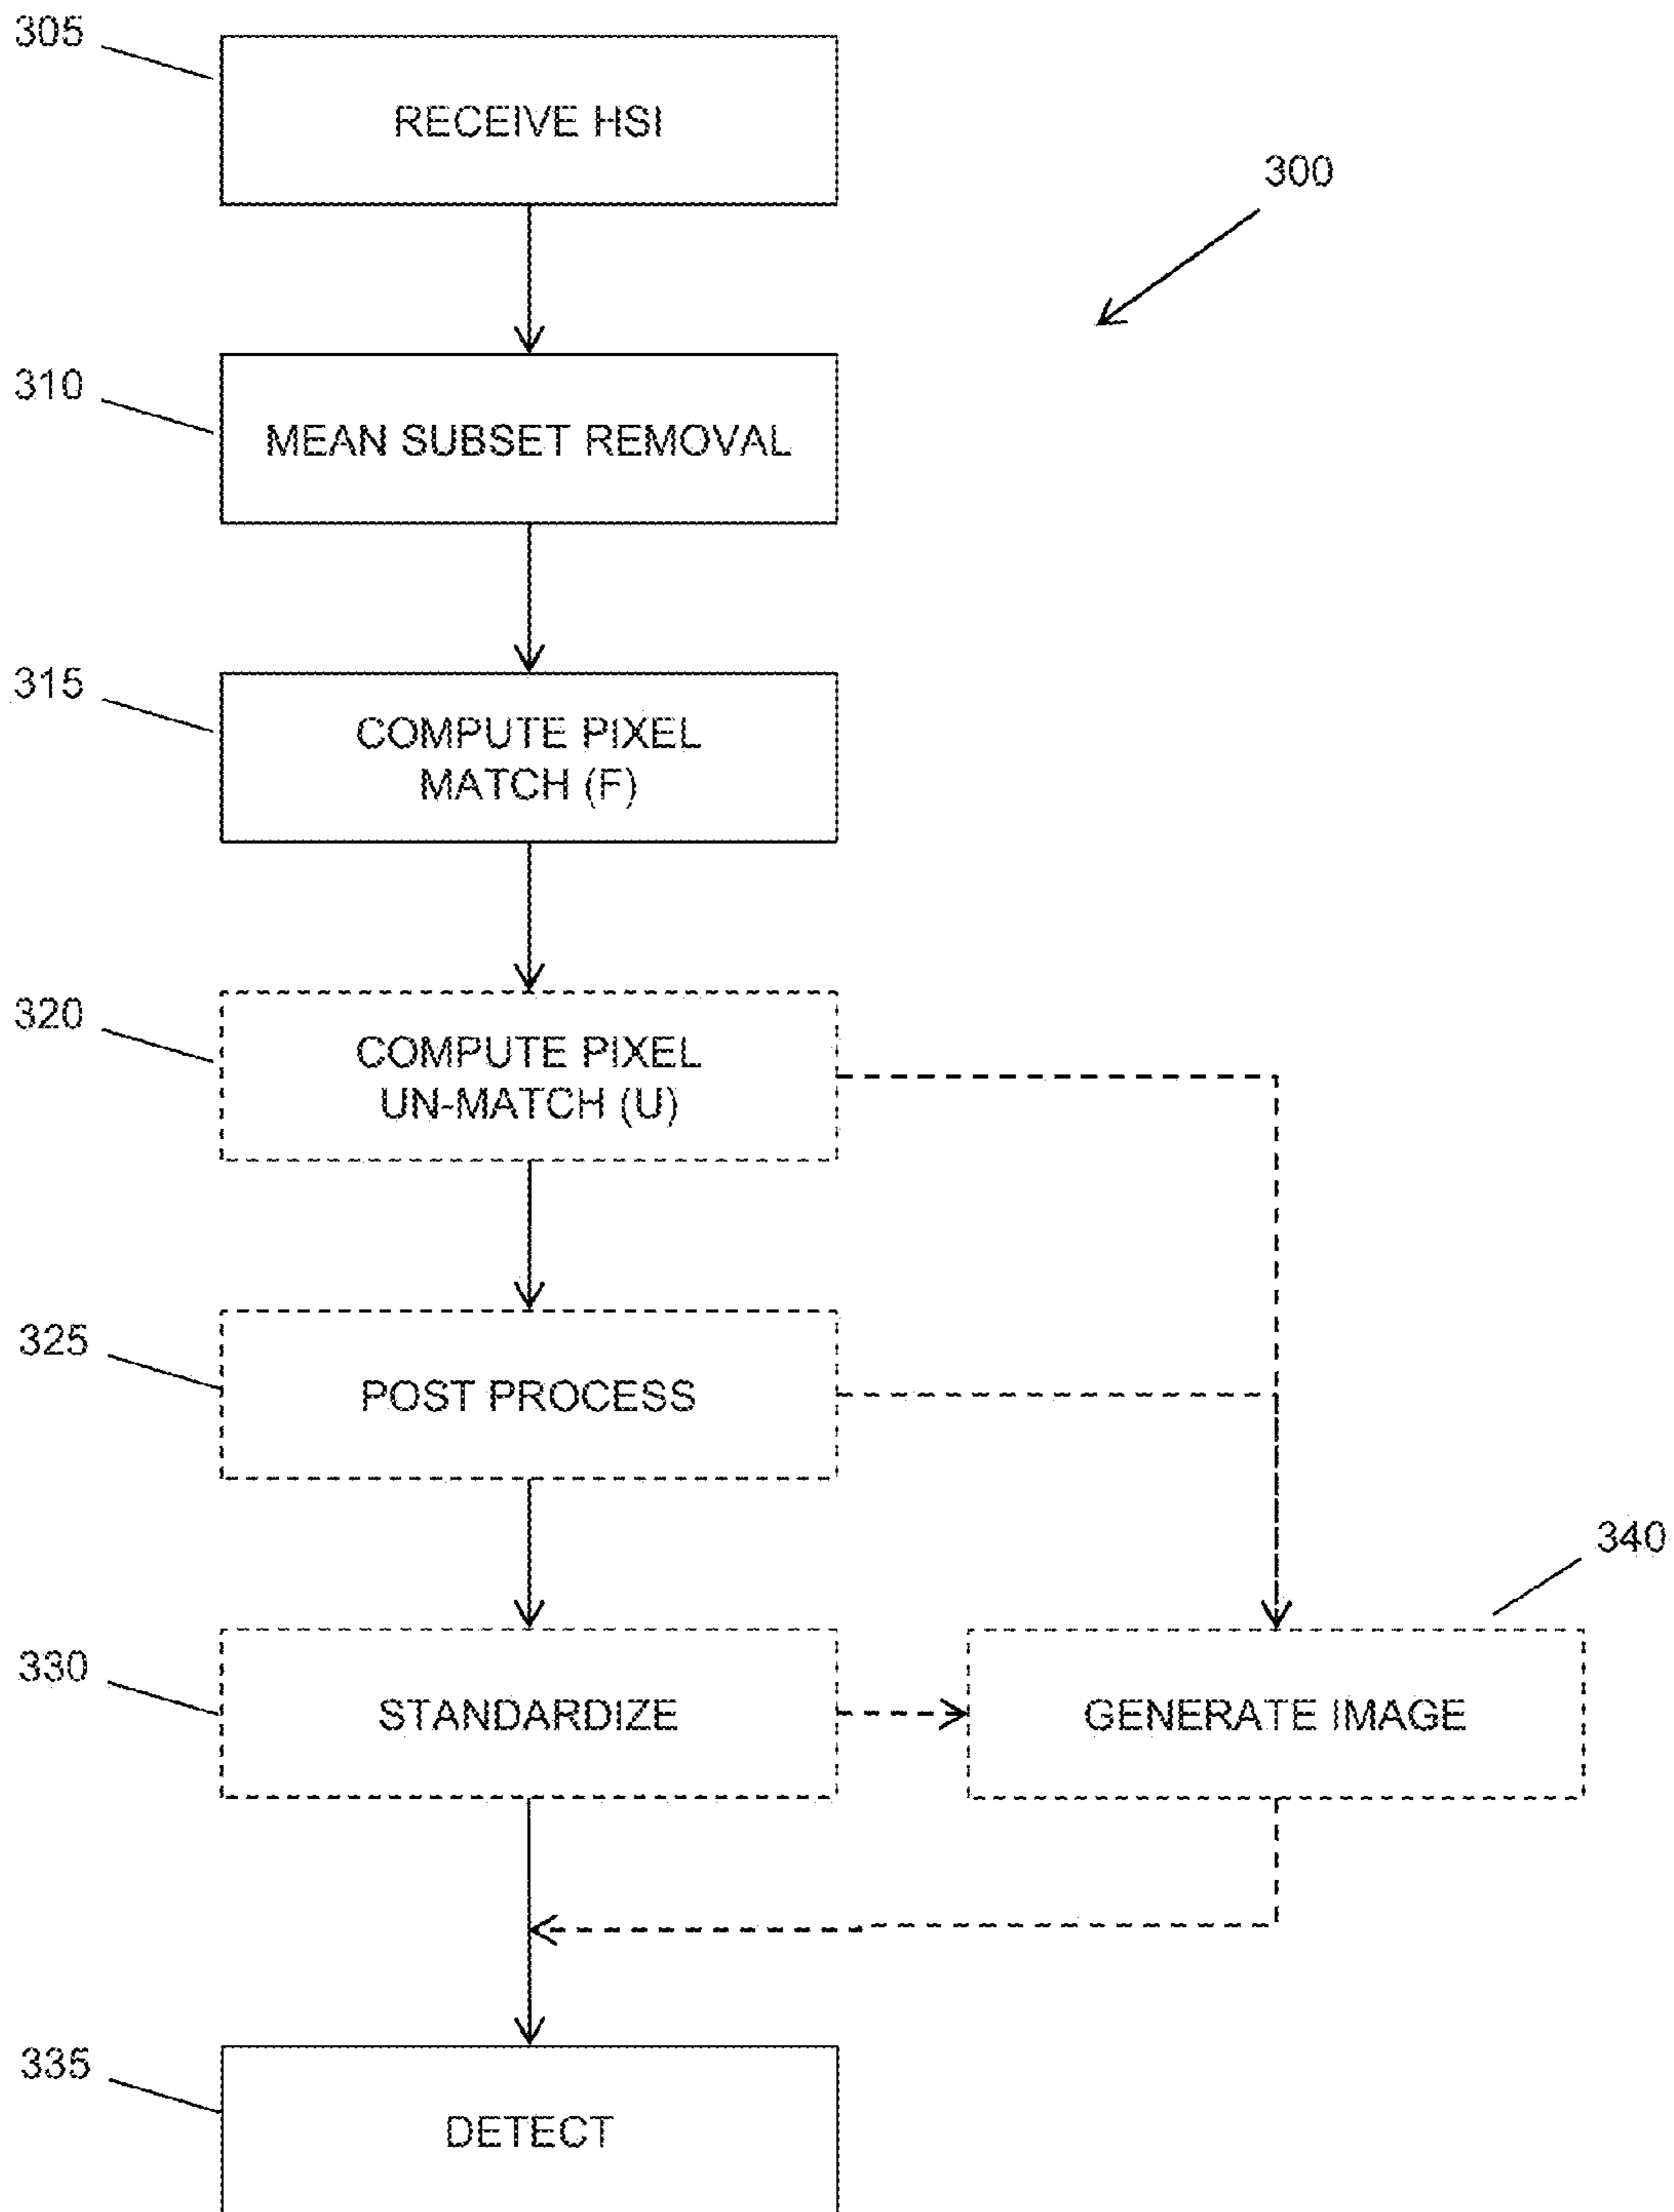 305
RECEIVE HSI
300
310
MEAN SUBSET REMOVAL
315
COMPUTE PIXEL
MATCH (F)
320
COMPUTE PIXEL
UN-MATCH (U)
325
POST PROCESS
340
330
STANDARDIZE
GENERATE IMAGE
335
DETECT